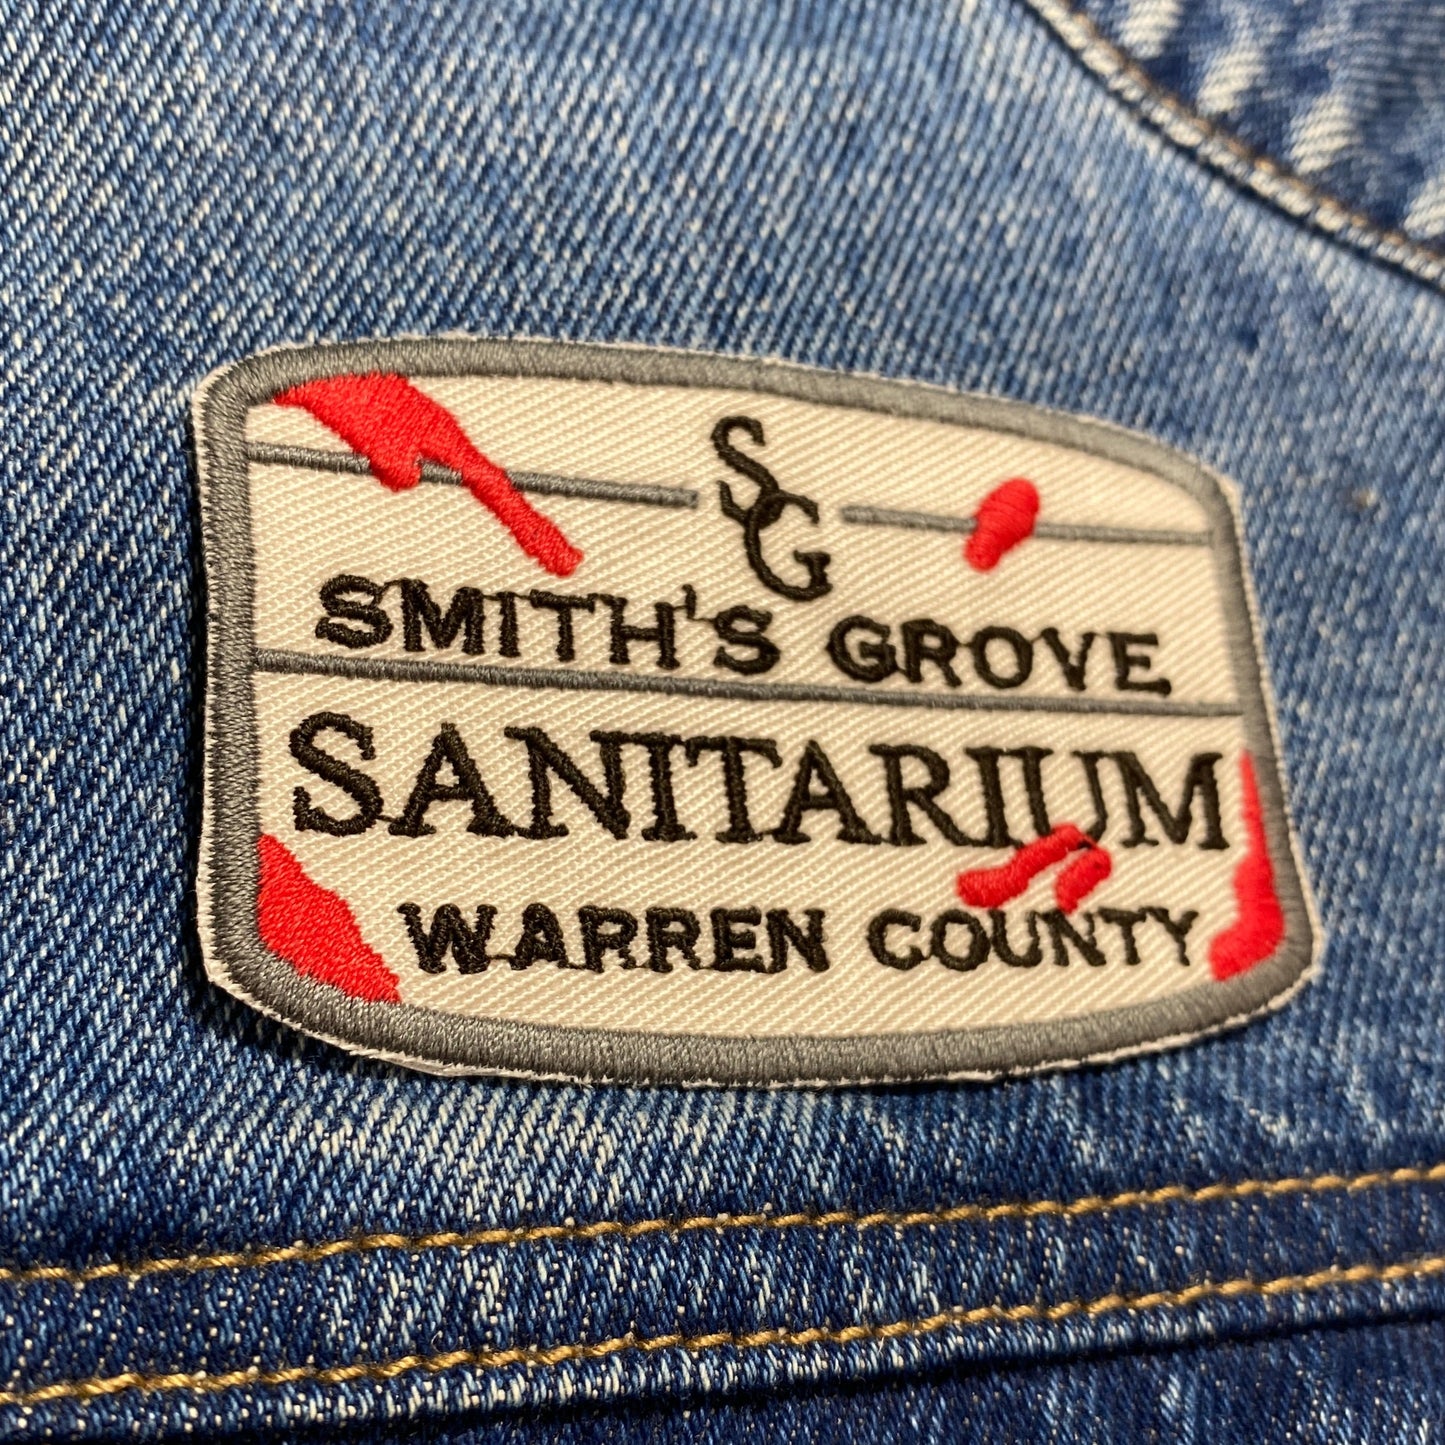 SG
SMITH'S GROVE
SANITARIUM
WARREN COUNTY